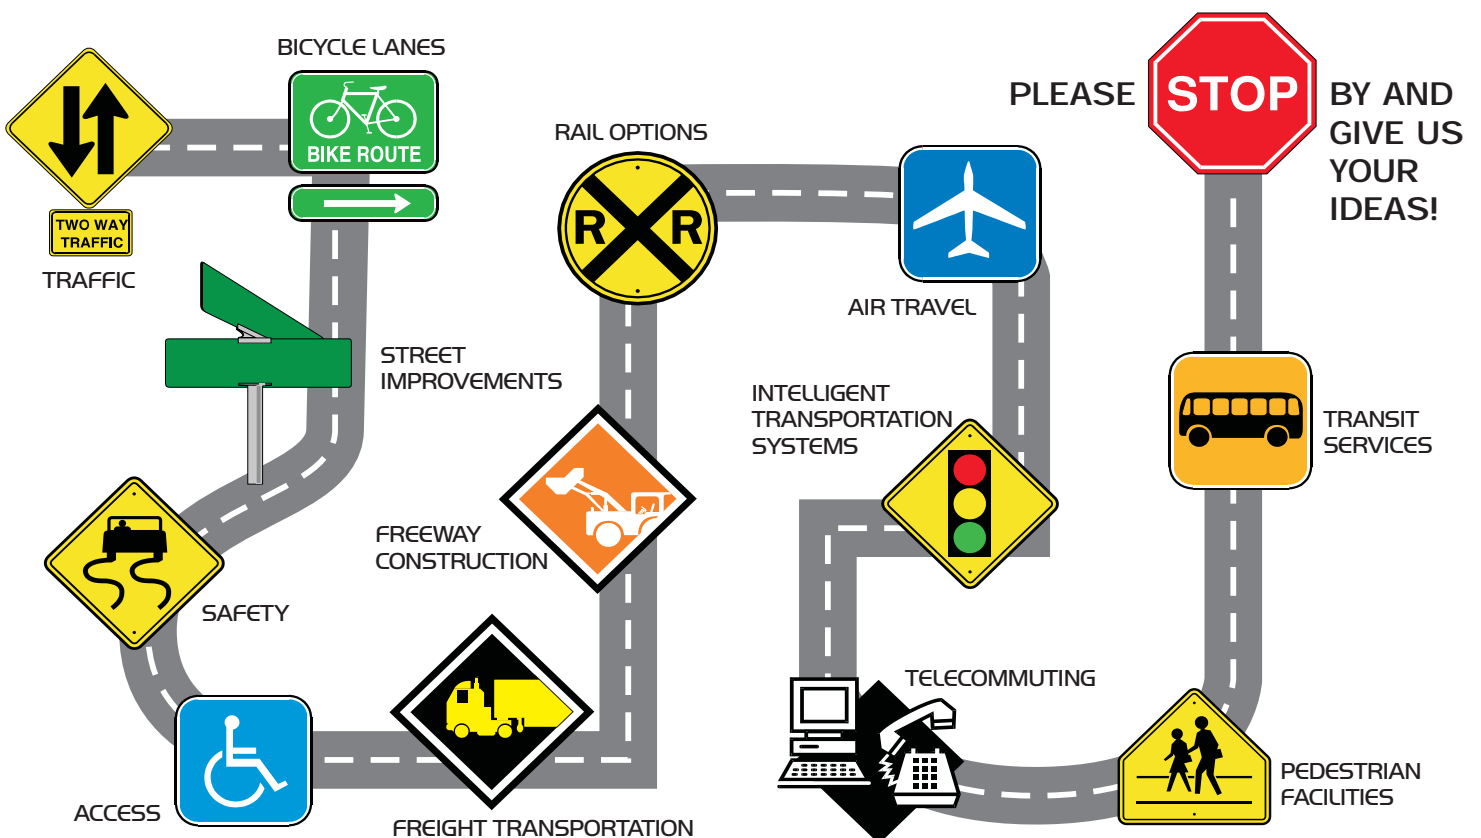 BICYCLE LANES
BIKE ROUTE
TWO WAY
TRAFFIC
TRAFFIC
STREET
IMPROVEMENTS
SAFETY
ACCESS
FREIGHT TRANSPORTATION
FREEWAY
CONSTRUCTION
RAIL OPTIONS
R R
AIR TRAVEL
INTELLIGENT
TRANSPORTATION
SYSTEMS
TELECOMMUTING
PEDESTRIAN
FACILITIES
TRANSIT
SERVICES
PLEASE STOP BY AND
GIVE US
YOUR
IDEAS!